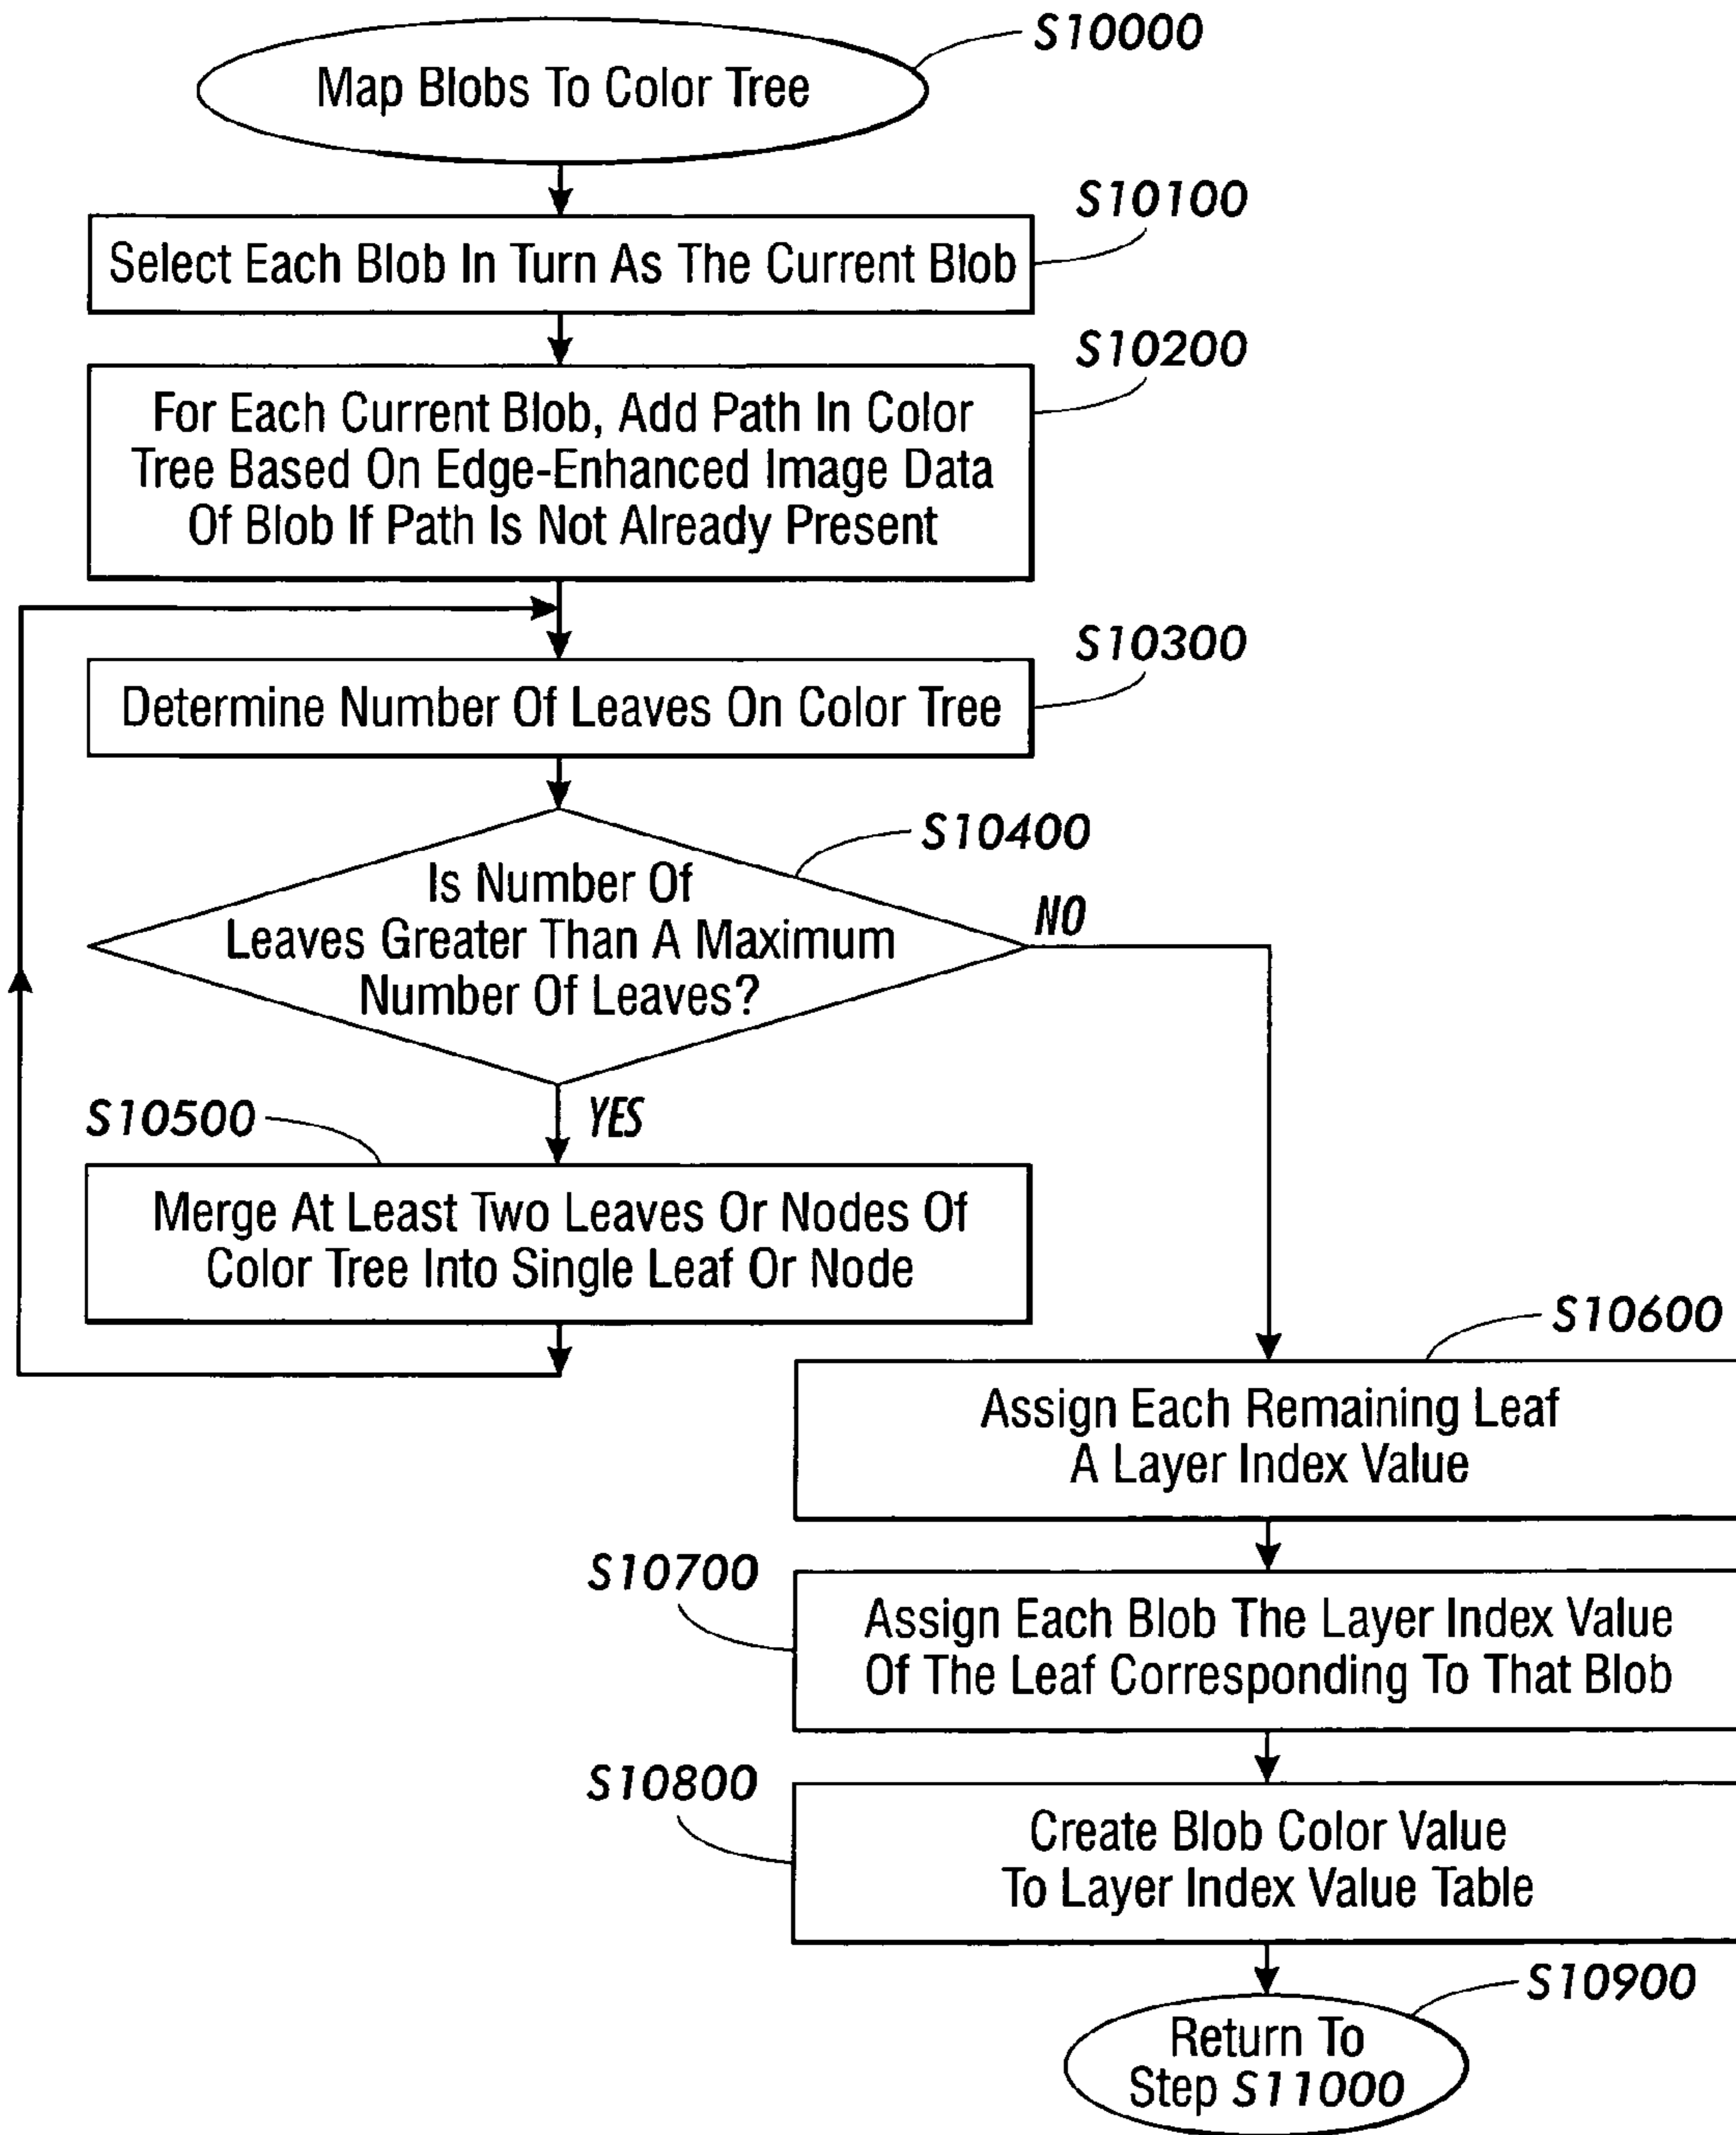 S10000
Map Blobs To Color Tree
S10100
Select Each Blob In Turn As The Current Blob
S10200
For Each Current Blob, Add Path In Color
Tree Based On Edge-Enhanced Image Data
Of Blob If Path Is Not Already Present
S10300
Determine Number Of Leaves On Color Tree
S10400
Is Number Of
Leaves Greater Than A Maximum
Number Of Leaves?
NO
YES
S10500
Merge At Least Two Leaves Or Nodes Of
Color Tree Into Single Leaf Or Node
S10600
Assign Each Remaining Leaf
A Layer Index Value
S10700
Assign Each Blob The Layer Index Value
Of The Leaf Corresponding To That Blob
S10800
Create Blob Color Value
To Layer Index Value Table
S10900
Return To
Step S11000